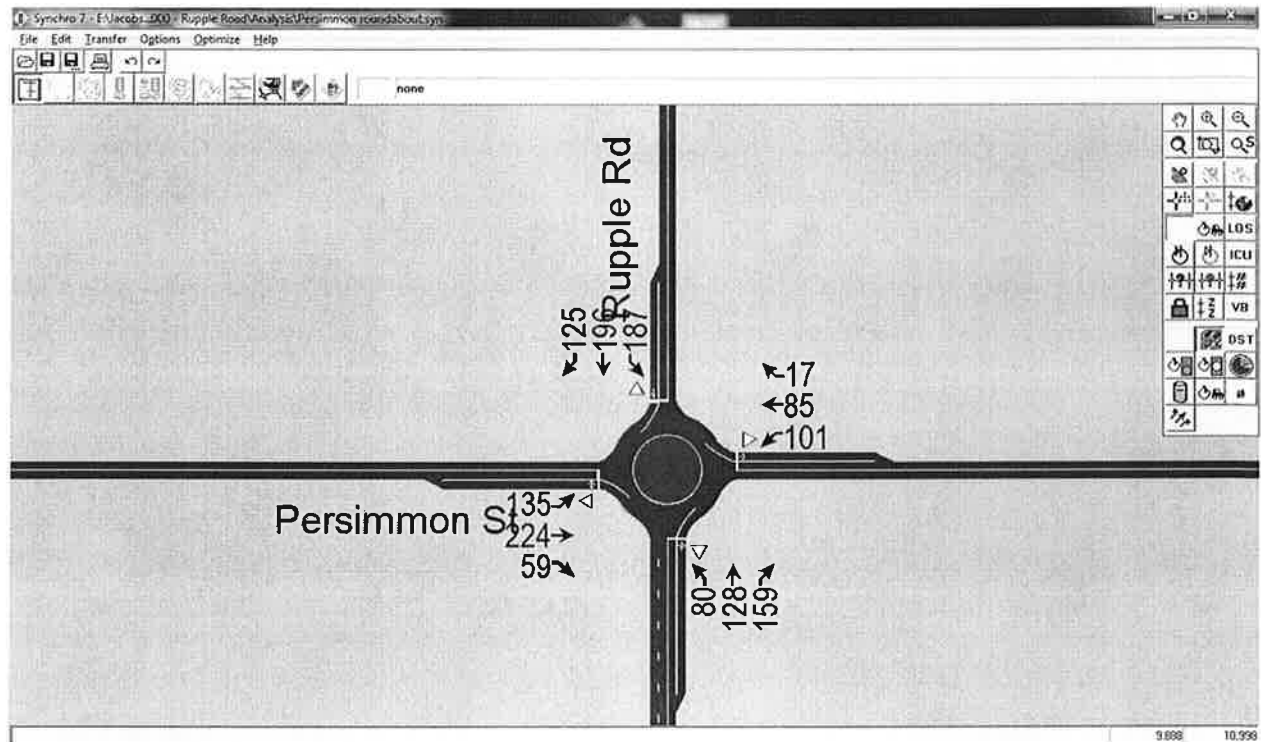 Synchro 7 - E:\Jacobs...000 - Rupple Road\Analysis\Persimmon roundabout.syn
File Edit Transfer Options Optimize Help
none
Rupple Rd
125
196
187
17
85
101
Persimmon St
135
224
59
80
128
159
LOS
ICU
VB
DST
9.888 10.998